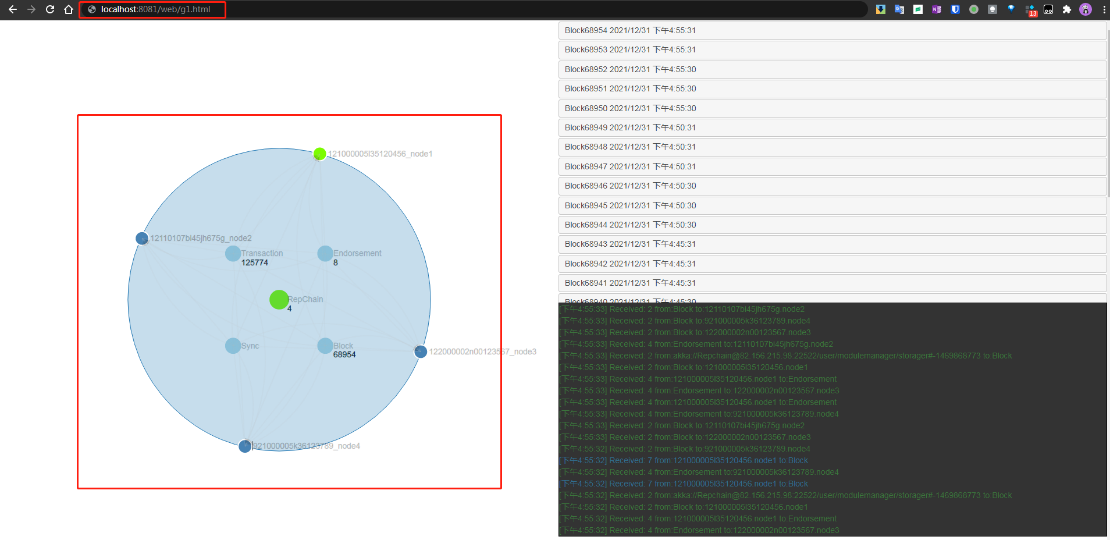 localhost:8081/web/g1.html
13
121000005l35120456_node1
12110107bi45jh675g_node2
Transaction
125774
Endorsement
8
RepChain
4
Sync
Block
68954
122000002n00123567_node3
921000005k36123789_node4
Block68954 2021/12/31 下午4:55:31
Block68953 2021/12/31 下午4:55:31
Block68952 2021/12/31 下午4:55:30
Block68951 2021/12/31 下午4:55:30
Block68950 2021/12/31 下午4:55:30
Block68949 2021/12/31 下午4:50:31
Block68948 2021/12/31 下午4:50:31
Block68947 2021/12/31 下午4:50:31
Block68946 2021/12/31 下午4:50:30
Block68945 2021/12/31 下午4:50:30
Block68944 2021/12/31 下午4:50:30
Block68943 2021/12/31 下午4:45:31
Block68942 2021/12/31 下午4:45:31
Block68941 2021/12/31 下午4:45:31
Block68940 2021/12/31 下午4:45:30
[下午4:55:33] Received: 2 from:Block to:12110107bi45jh675g.node2
[下午4:55:33] Received: 2 from:Block to:921000005k36123789.node4
[下午4:55:33] Received: 2 from:Block to:122000002n00123567.node3
[下午4:55:33] Received: 4 from:Endorsement to:12110107bi45jh675g.node2
[下午4:55:33] Received: 2 from:akka://Repchain@82.156.215.98:22522/user/modulemanager/storager#-1499866773 to:Block
[下午4:55:33] Received: 2 from:Block to:121000005l35120456.node1
[下午4:55:33] Received: 4 from:121000005l35120456.node1 to:Endorsement
[下午4:55:33] Received: 4 from:Endorsement to:122000002n00123567.node3
[下午4:55:33] Received: 4 from:121000005l35120456.node1 to:Endorsement
[下午4:55:33] Received: 4 from:Endorsement to:921000005k36123789.node4
[下午4:55:33] Received: 2 from:Block to:12110107bi45jh675g.node2
[下午4:55:33] Received: 2 from:Block to:122000002n00123567.node3
[下午4:55:33] Received: 2 from:Block to:921000005k36123789.node4
[下午4:55:32] Received: 7 from:121000005l35120456.node1 to:Block
[下午4:55:32] Received: 4 from:Endorsement to:921000005k36123789.node4
[下午4:55:32] Received: 7 from:121000005l35120456.node1 to:Block
[下午4:55:32] Received: 2 from:akka://Repchain@82.156.215.98:22522/user/modulemanager/storager#-1499866773 to:Block
[下午4:55:32] Received: 2 from:Block to:121000005l35120456.node1
[下午4:55:32] Received: 4 from:121000005l35120456.node1 to:Endorsement
[下午4:55:32] Received: 4 from:Endorsement to:122000002n00123567.node3